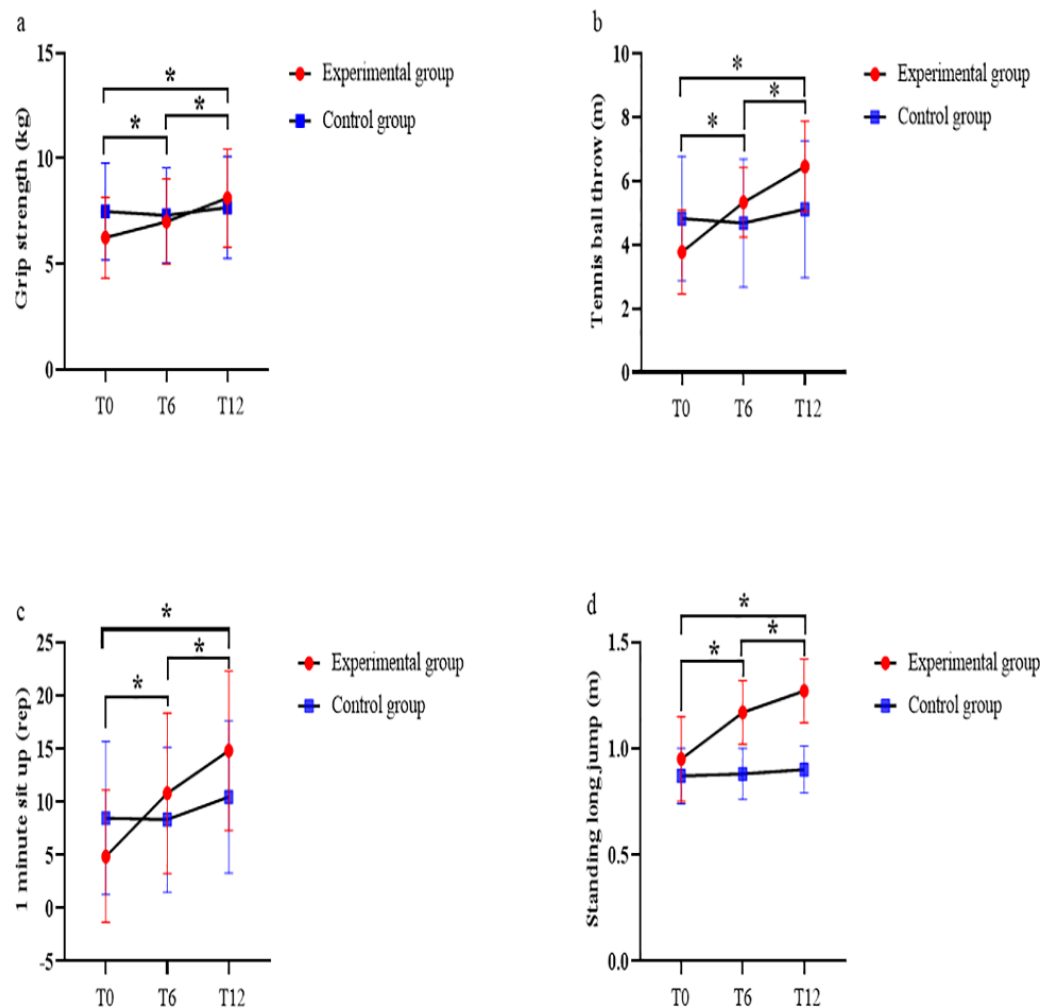 a
15
10
5
0
Grip strength (kg)
T0 T6 T12
* * *
Experimental group
Control group
b
10
8
6
4
2
0
Tennis ball throw (m)
T0 T6 T12
* * *
Experimental group
Control group
c
25
20
15
10
5
0
-5
1 minute sit up (rep)
T0 T6 T12
* * *
Experimental group
Control group
d
1.5
1.0
0.5
0.0
Standing long jump (m)
T0 T6 T12
* * *
Experimental group
Control group